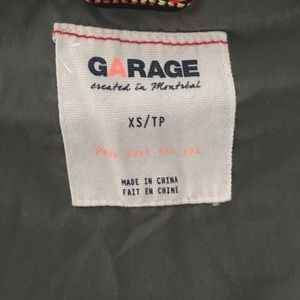 GARAGE
created in Montréal
XS/TP
Made just for you
MADE IN CHINA
FAIT EN CHINE